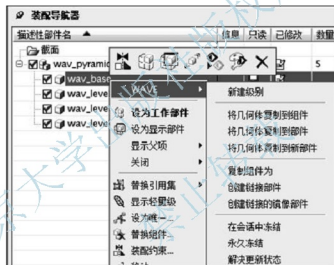 装配导航器
描述性部件名 信息 只读 已修改 数量
截面
wav_pyramid 5
wav_base
wav_leve
wav_leve
wav_leve
WAVE
设为工作部件
设为显示部件
显示父项
关闭
替换引用集
显示轻量级
设为唯一...
替换组件...
装配约束...
新建级别
将几何体复制到组件
将几何体复制到部件
将几何体复制到新部件
复制组件为
创建链接部件
创建链接的镜像部件
在会话中冻结
永久冻结
解决更新状态